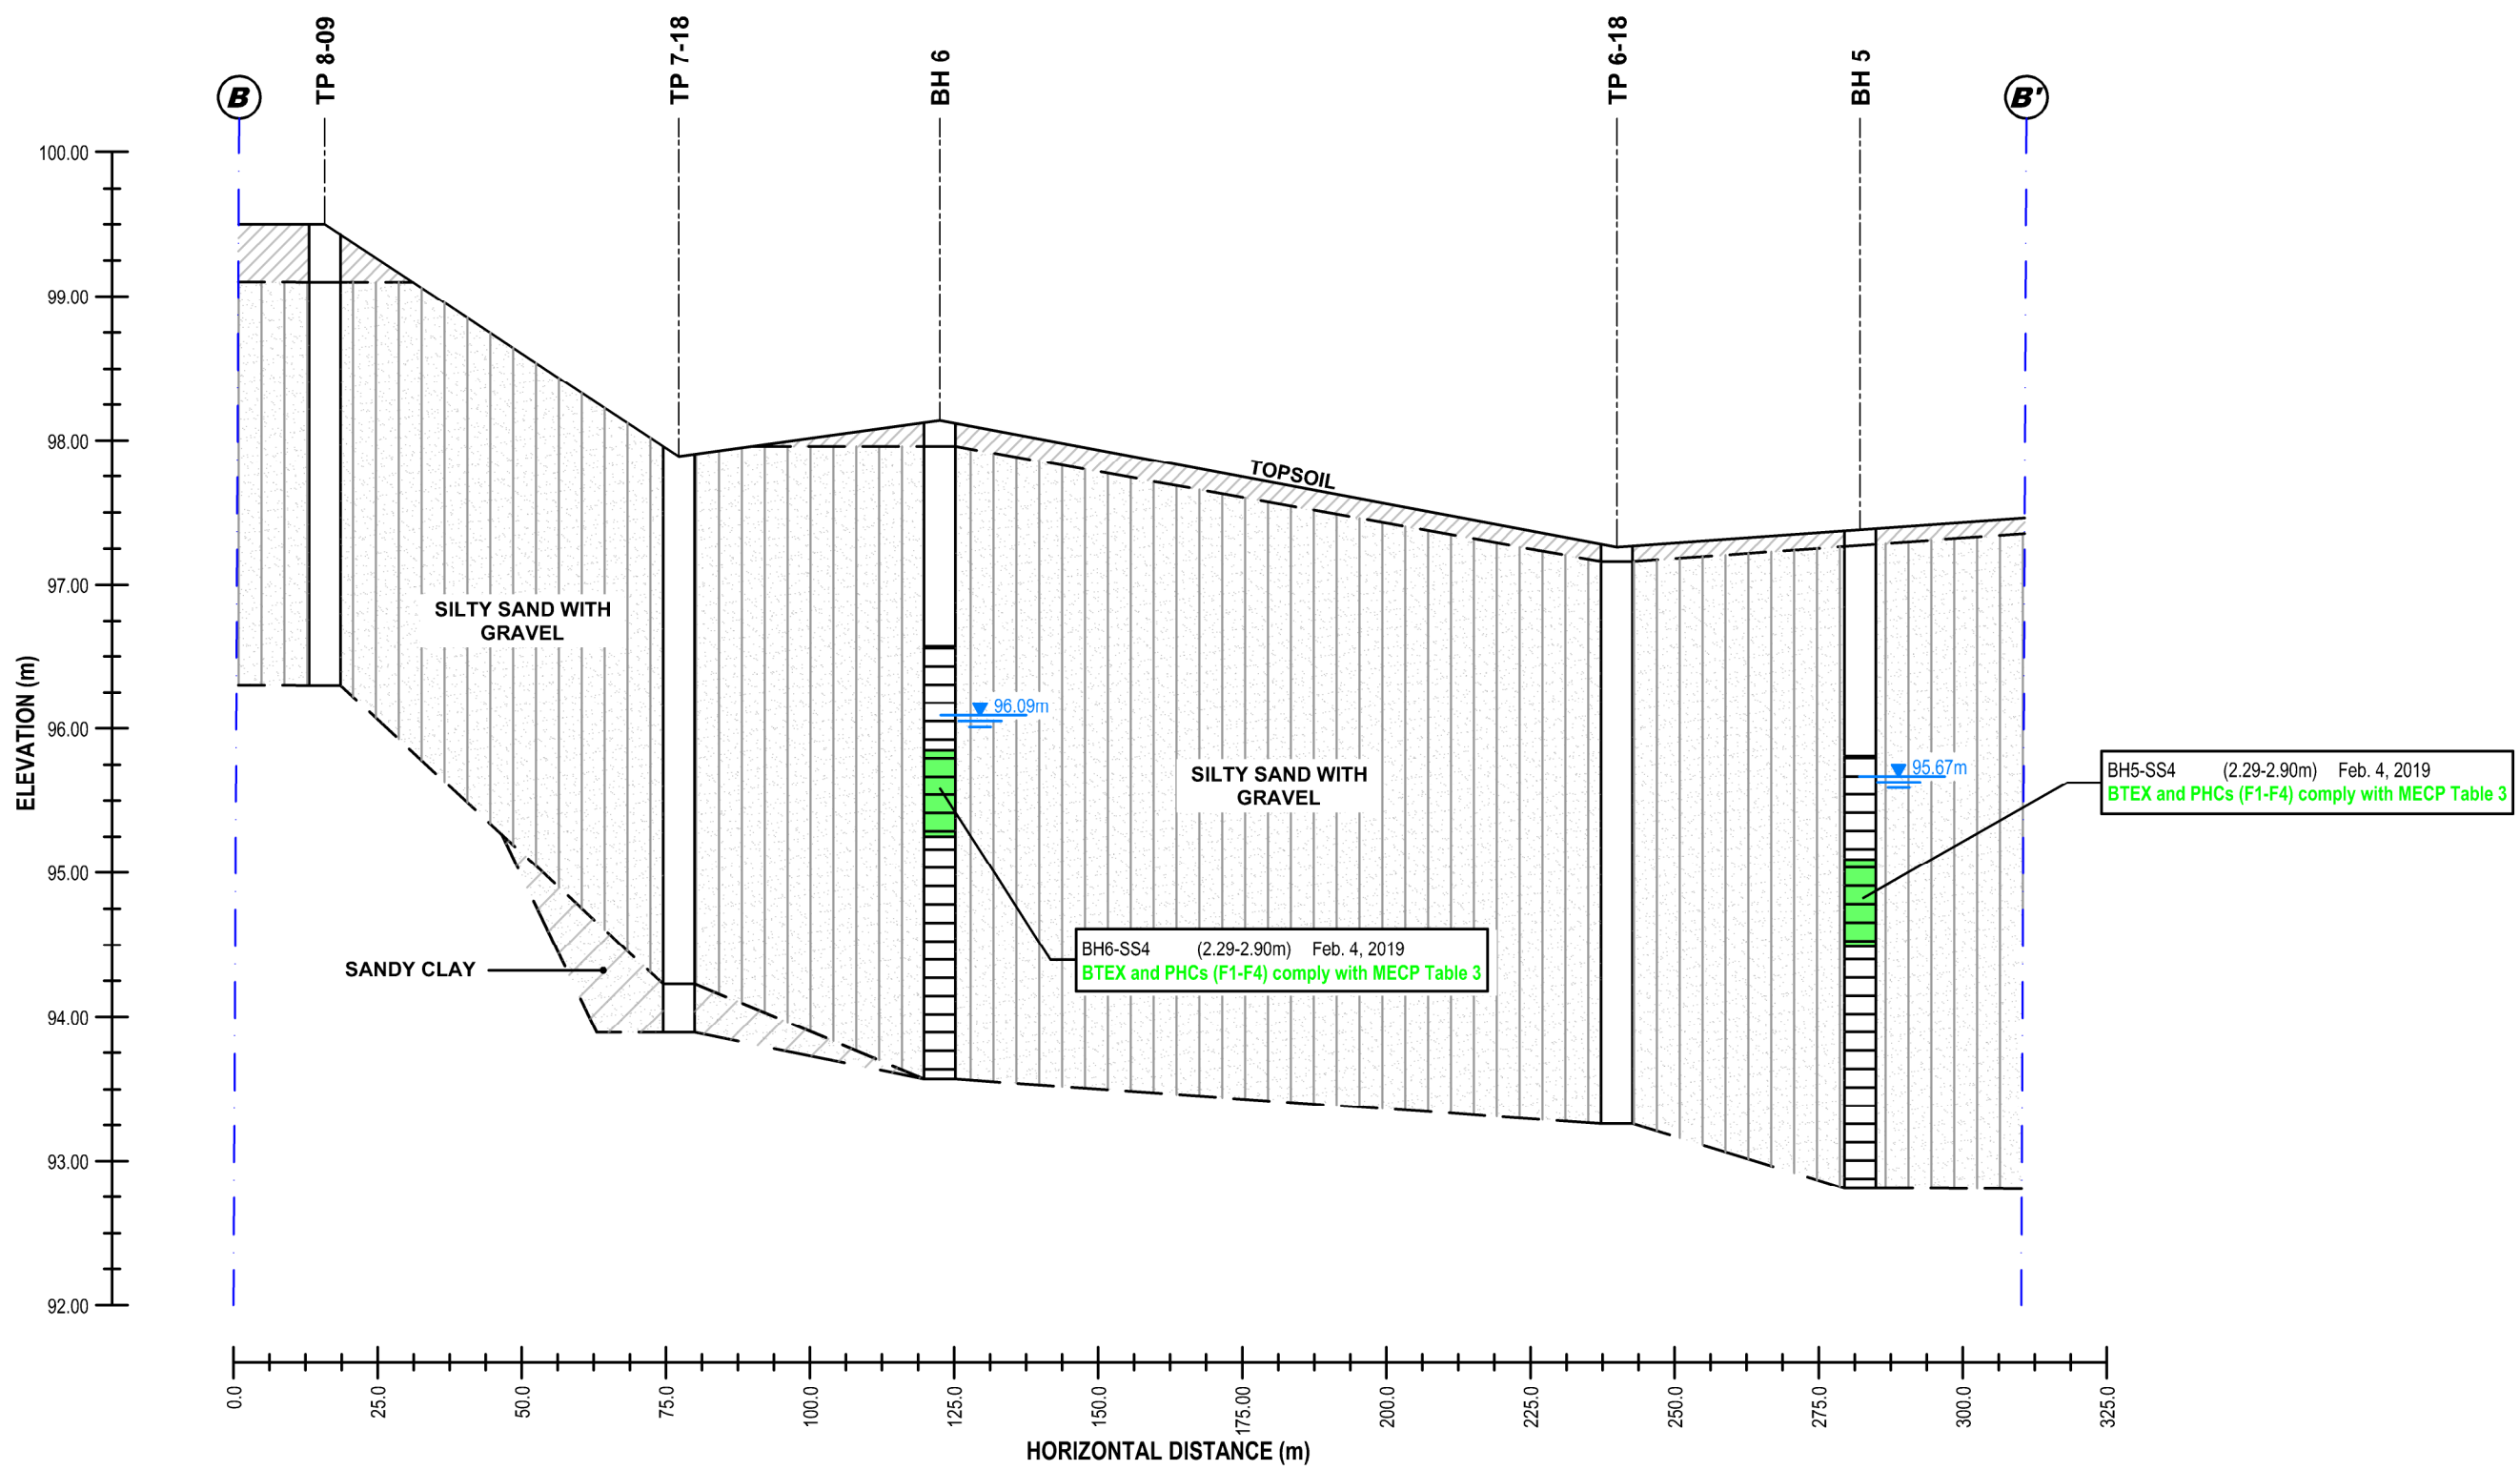 B
TP 8-09
TP 7-18
BH 6
TP 6-18
BH 5
B'
100.00
99.00
98.00
97.00
96.00
95.00
94.00
93.00
92.00
ELEVATION (m)
TOPSOIL
SILTY SAND WITH
GRAVEL
96.09m
SILTY SAND WITH
GRAVEL
95.67m
BH5-SS4 (2.29-2.90m) Feb. 4, 2019
BTEX and PHCs (F1-F4) comply with MECP Table 3
BH6-SS4 (2.29-2.90m) Feb. 4, 2019
BTEX and PHCs (F1-F4) comply with MECP Table 3
SANDY CLAY
0.0
25.0
50.0
75.0
100.0
125.0
150.0
175.00
200.0
225.0
250.0
275.0
300.0
325.0
HORIZONTAL DISTANCE (m)